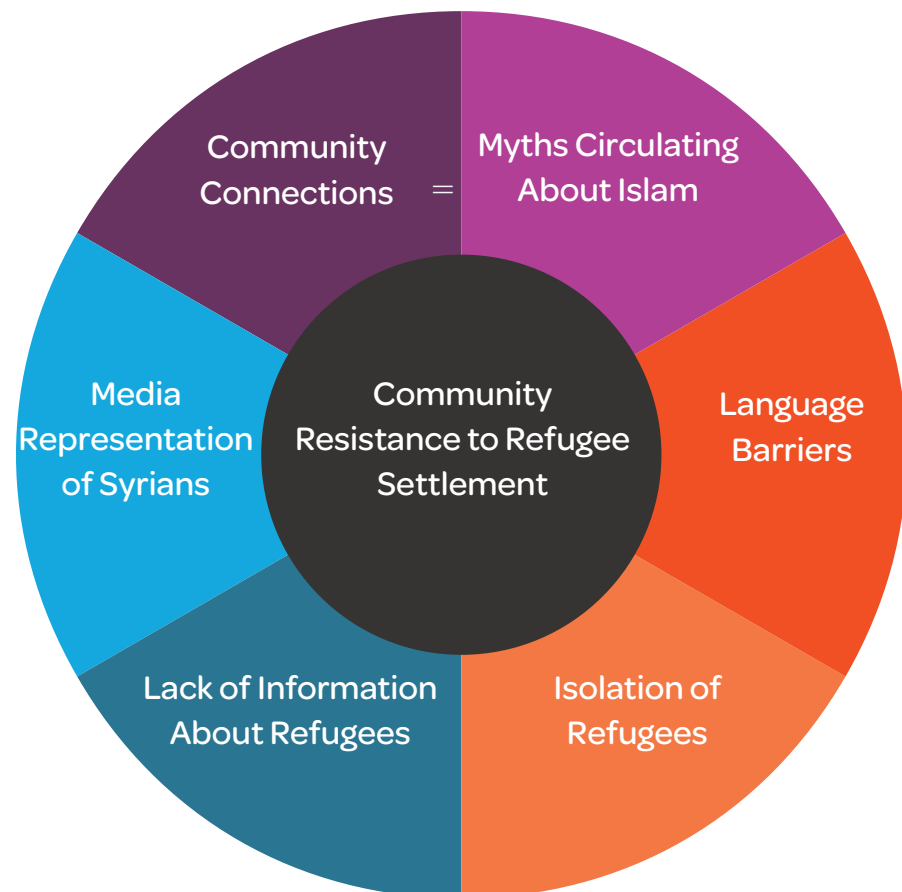 Community
Connections =
Myths Circulating
About Islam
Media
Representation
of Syrians
Community
Resistance to Refugee
Settlement
Language
Barriers
Lack of Information
About Refugees
Isolation of
Refugees